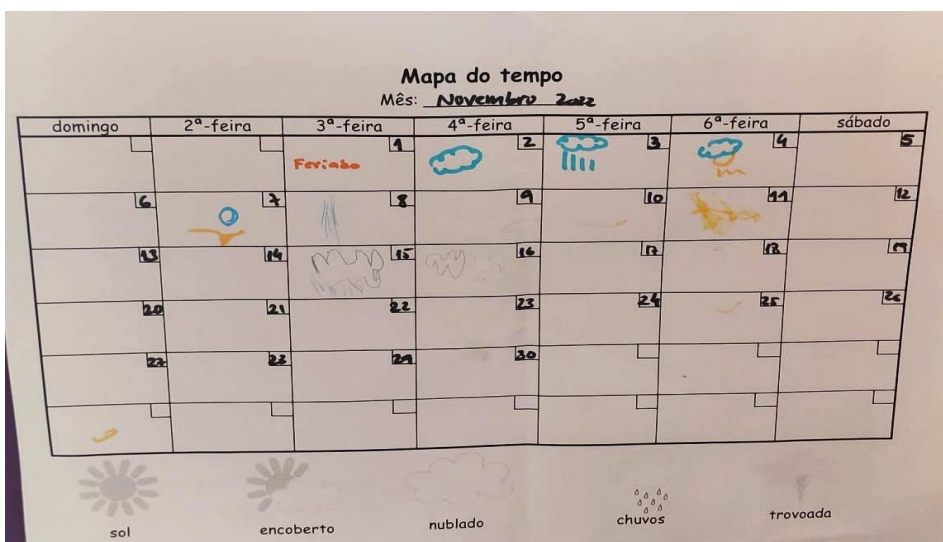 Mapa do tempo
Mês: Novembro 2022
domingo 2ª-feira 3ª-feira 4ª-feira 5ª-feira 6ª-feira sábado
1 2 3 4 5
Feriado
6 7 8 9 10 11 12
13 14 15 16 17 18 19
20 21 22 23 24 25 26
27 28 29 30
sol encoberto nublado chuvos trovoada